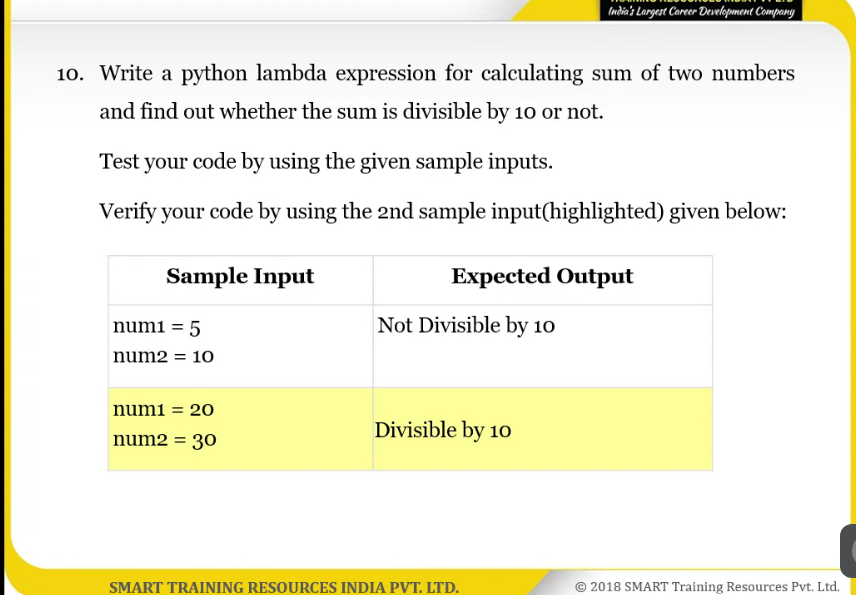 India's Largest Career Development Company
10. Write a python lambda expression for calculating sum of two numbers
and find out whether the sum is divisible by 10 or not.
Test your code by using the given sample inputs.
Verify your code by using the 2nd sample input(highlighted) given below:
Sample Input Expected Output
num1 = 5 Not Divisible by 10
num2 = 10
num1 = 20
Divisible by 10
num2 = 30
SMART TRAINING RESOURCES INDIA PVT. LTD. © 2018 SMART Training Resources Pvt. Ltd.